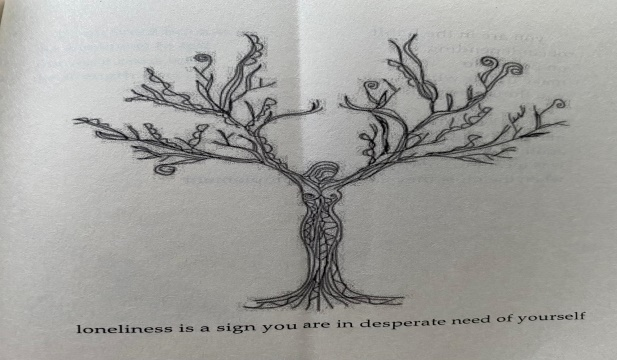 loneliness is a sign you are in desperate need of yourself